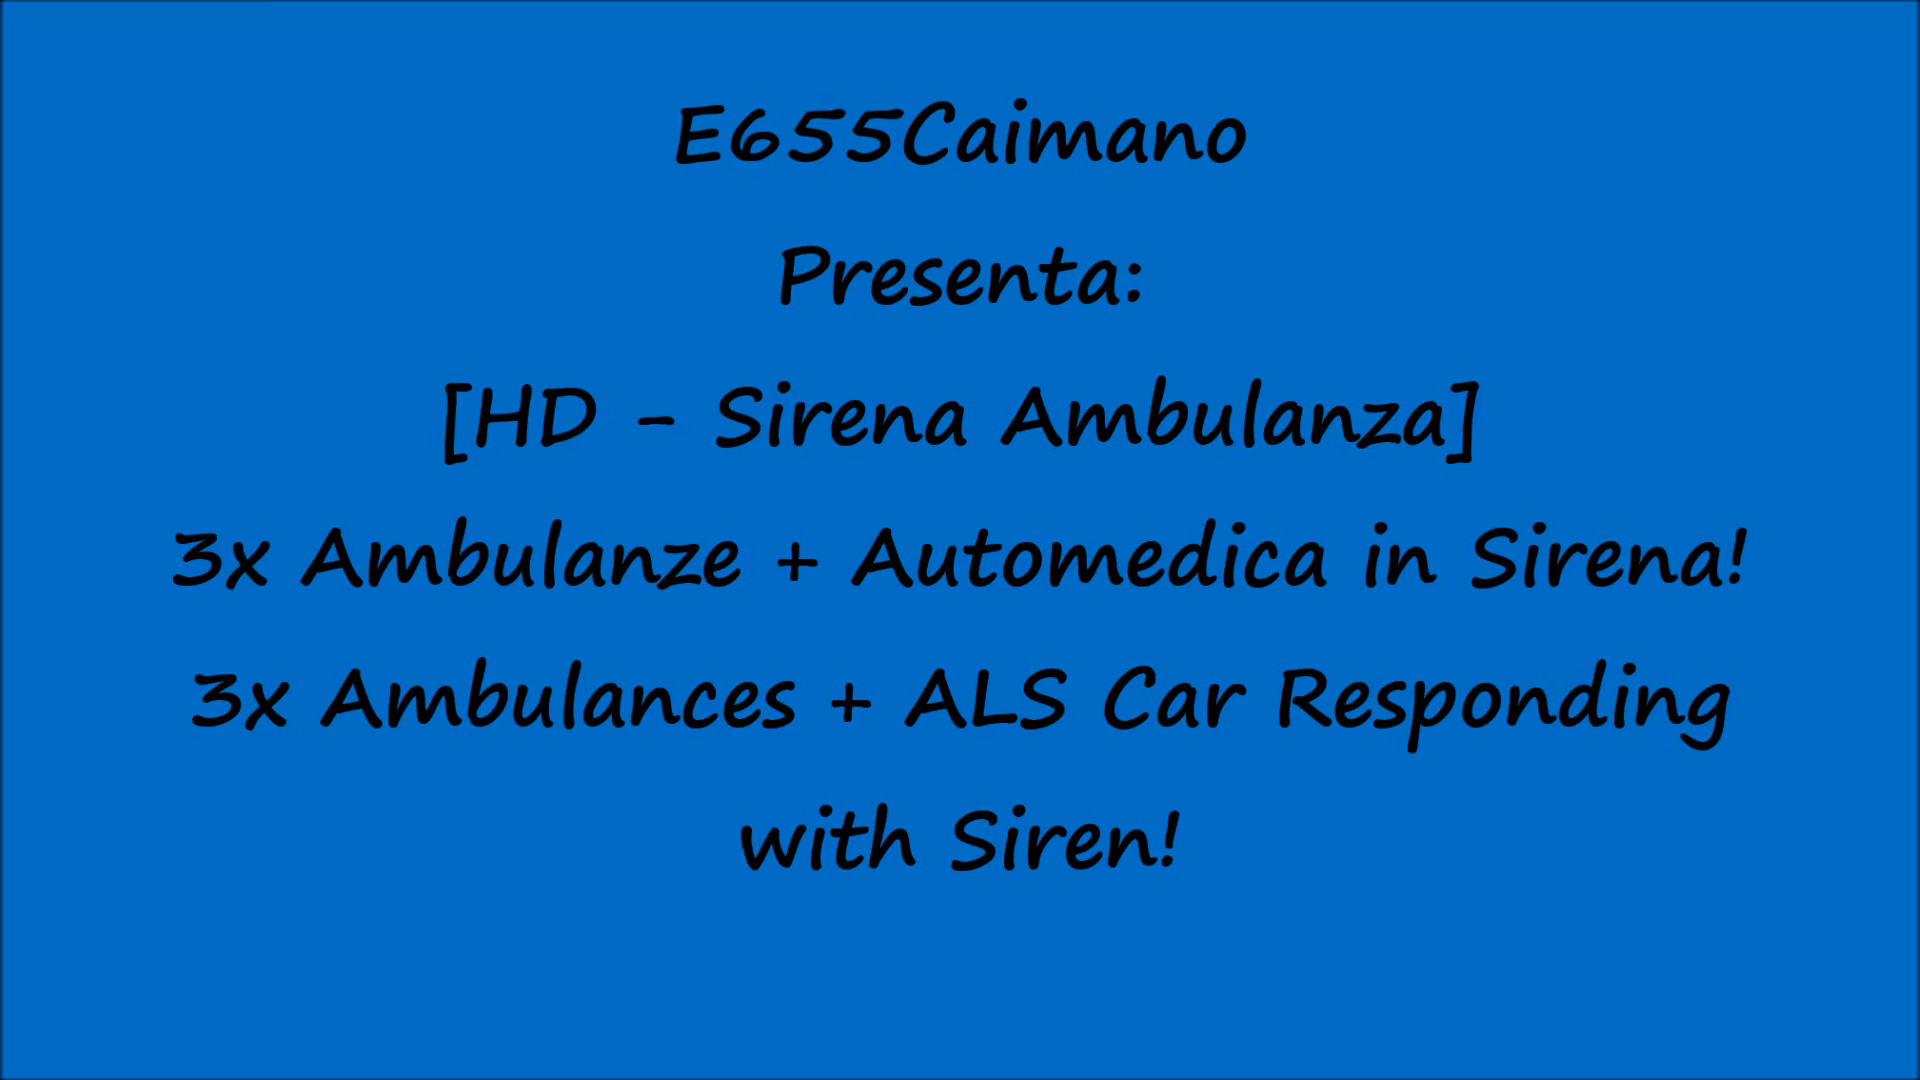 E655Caimano
Presenta:
[HD - Sirena Ambulanza]
3x Ambulanze + Automedica in Sirena!
3x Ambulances + ALS Car Responding
with Siren!